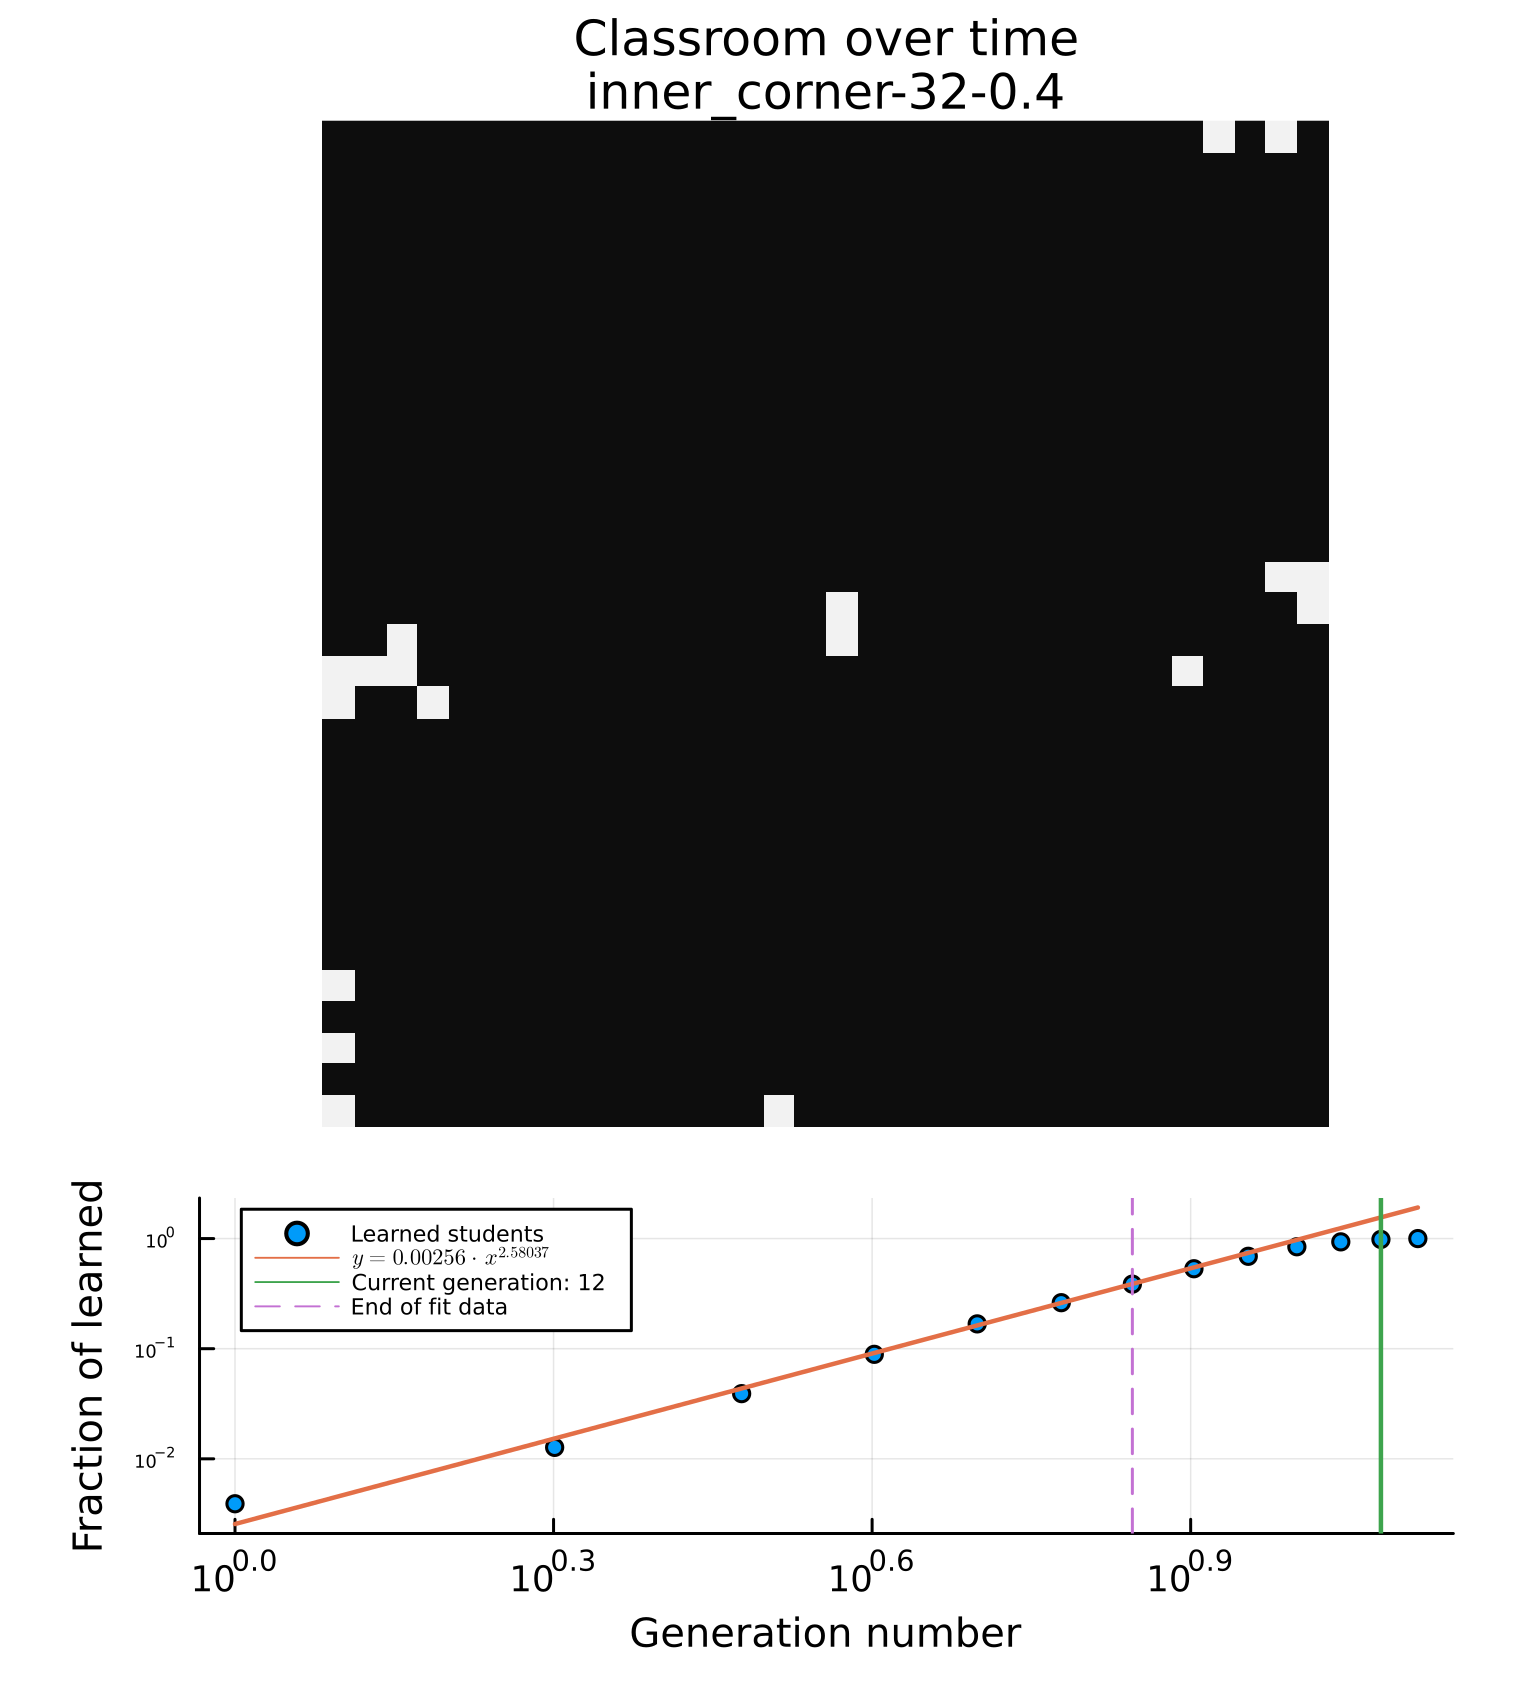 Classroom over time
inner_corner-32-0.4
Fraction of learned
10⁰
10⁻¹
10⁻²
Learned students
y = 0.00256 · x^2.58037
Current generation: 12
End of fit data
10^0.0 10^0.3 10^0.6 10^0.9
Generation number